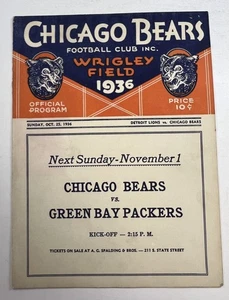 CHICAGO BEARS
FOOTBALL CLUB INC.
WRIGLEY
FIELD
1936
OFFICIAL
PROGRAM
PRICE
10¢
SUNDAY, OCT. 25, 1936
DETROIT LIONS vs. CHICAGO BEARS
Next Sunday-November 1
CHICAGO BEARS
VS.
GREEN BAY PACKERS
KICK-OFF — 2:15 P. M.
TICKETS ON SALE AT A. G. SPALDING & BROS. — 211 S. STATE STREET